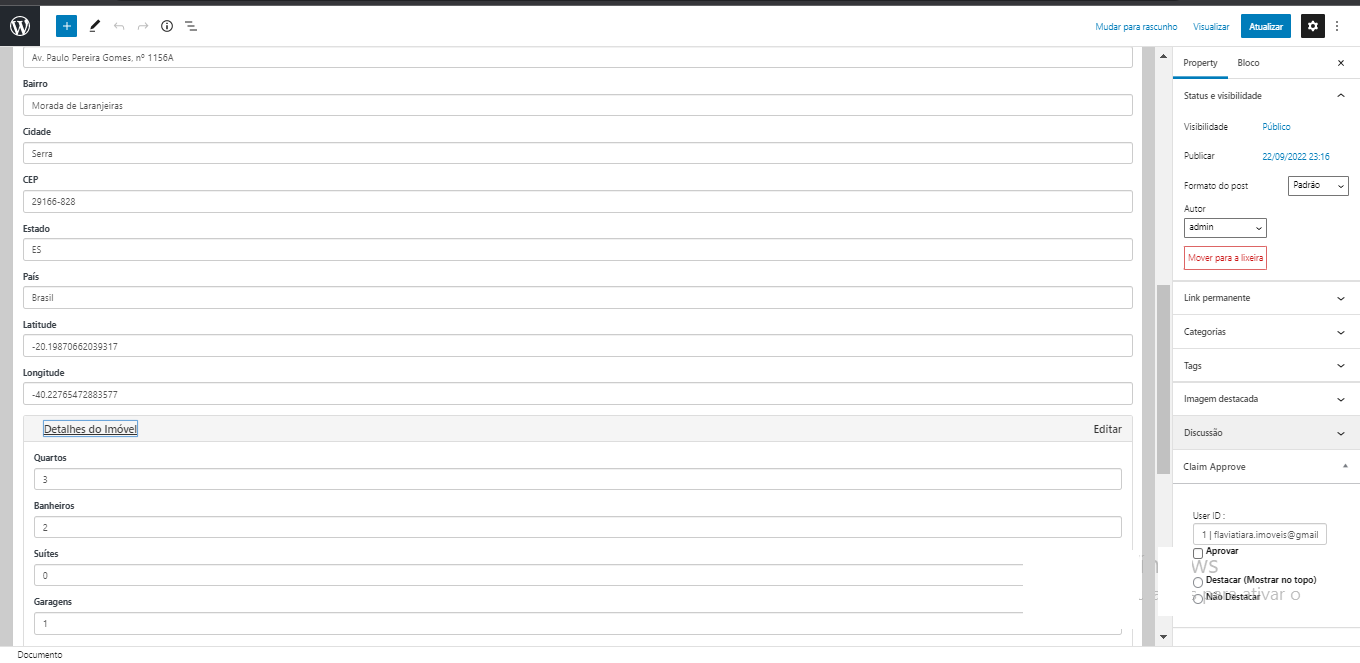 Mudar para rascunho
Visualizar
Atualizar
Av. Paulo Pereira Gomes, nº 1156A
Bairro
Morada de Laranjeiras
Cidade
Serra
CEP
29166-828
Estado
ES
País
Brasil
Latitude
-20.19870662039317
Longitude
-40.22765472883577
Detalhes do Imóvel
Editar
Quartos
3
Banheiros
2
Suítes
0
Garagens
1
Documento
Property
Bloco
Status e visibilidade
Visibilidade
Público
Publicar
22/09/2022 23:16
Formato do post
Padrão
Autor
admin
Mover para a lixeira
Link permanente
Categorias
Tags
Imagem destacada
Discussão
Claim Approve
User ID :
1 | flaviatiara.imoveis@gmail
Aprovar
Destacar (Mostrar no topo)
Não Destacar
para ativar o